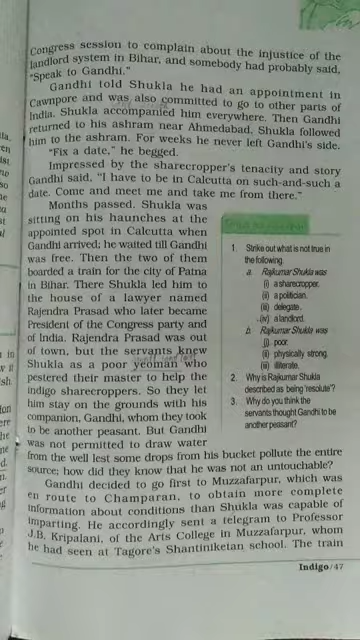 Congress session to complain about the injustice of the
landlord system in Bihar, and somebody had probably said,
"Speak to Gandhi."
Gandhi told Shukla he had an appointment in
Cawnpore and was also committed to go to other parts of
India. Shukla accompanied him everywhere. Then Gandhi
returned to his ashram near Ahmedabad. Shukla followed
him to the ashram. For weeks he never left Gandhi's side.
"Fix a date," he begged.
Impressed by the sharecropper's tenacity and story
Gandhi said, "I have to be in Calcutta on such-and-such a
date. Come and meet me and take me from there."
Months passed. Shukla was
sitting on his haunches at the
appointed spot in Calcutta when
Gandhi arrived; he waited till Gandhi
was free. Then the two of them
boarded a train for the city of Patna
in Bihar. There Shukla led him to
the house of a lawyer named
Rajendra Prasad who later became
President of the Congress party and
of India. Rajendra Prasad was out
of town, but the servants knew
Shukla as a poor yeoman who
pestered their master to help the
indigo sharecroppers. So they let
him stay on the grounds with his
companion, Gandhi, whom they took
to be another peasant. But Gandhi
was not permitted to draw water
from the well lest some drops from his bucket pollute the entire
source; how did they know that he was not an untouchable?
Gandhi decided to go first to Muzzafarpur, which was
en route to Champaran, to obtain more complete
information about conditions than Shukla was capable of
imparting. He accordingly sent a telegram to Professor
J.B. Kripalani, of the Arts College in Muzzafarpur, whom
he had seen at Tagore's Shantiniketan school. The train
1. Strike out what is not true in
the following.
a. Rajkumar Shukla was
(i) a sharecropper.
(ii) a politician.
(iii) delegate.
(iv) a landlord.
b. Rajkumar Shukla was
(i) poor.
(ii) physically strong.
(iii) illiterate.
2. Why is Rajkumar Shukla
described as being 'resolute'?
3. Why do you think the
servants thought Gandhi to be
another peasant?
Indigo/47